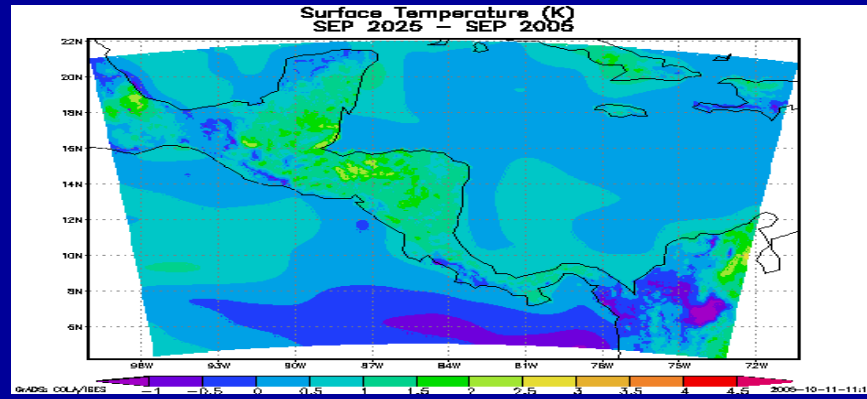 Surface Temperature (K)
SEP 2025 – SEP 2005
22N
20N
18N
16N
14N
12N
10N
8N
6N
96W 93W 90W 87W 84W 81W 78W 75W 72W
-1 -0.5 0 0.5 1 1.5 2 2.5 3 3.5 4 4.5
GrADS: COLA/IGES